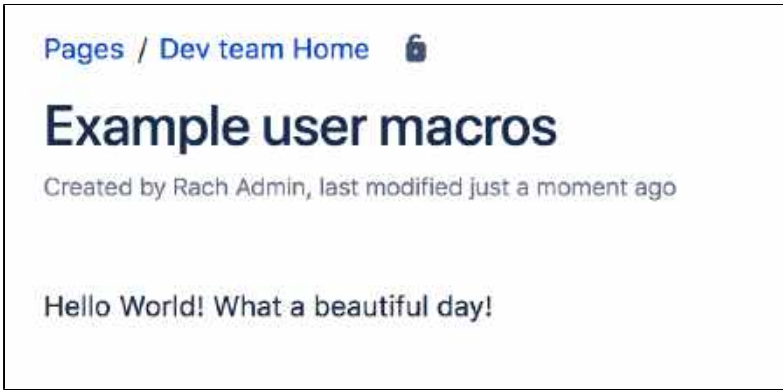 Pages / Dev team Home
Example user macros
Created by Rach Admin, last modified just a moment ago
Hello World! What a beautiful day!